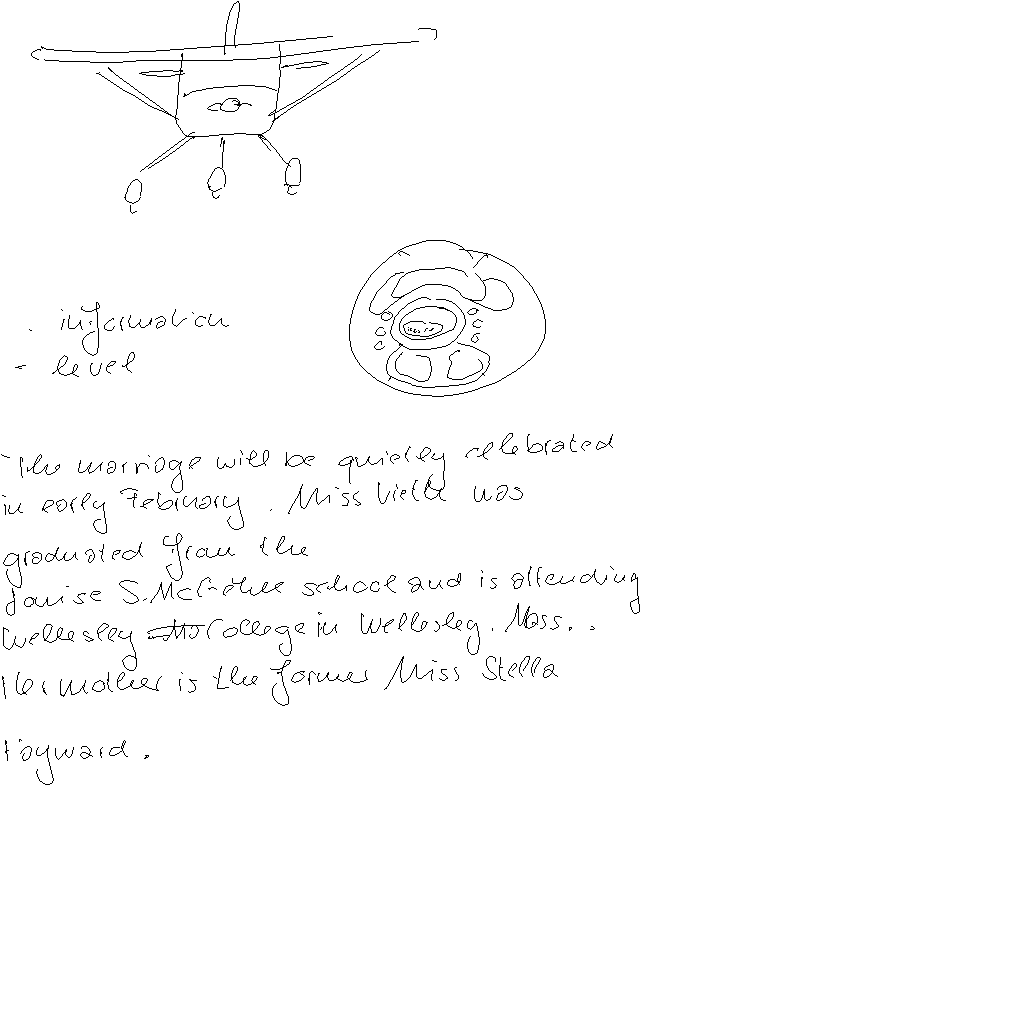 - information
- level
The marriage will be quietly celebrated
in early February. Miss Vieth was
graduated from the
Louise S. McGehee school and is attending
Wellesley College in Wellesley. Mass..
Her mother is the former Miss Stella
Hayward.